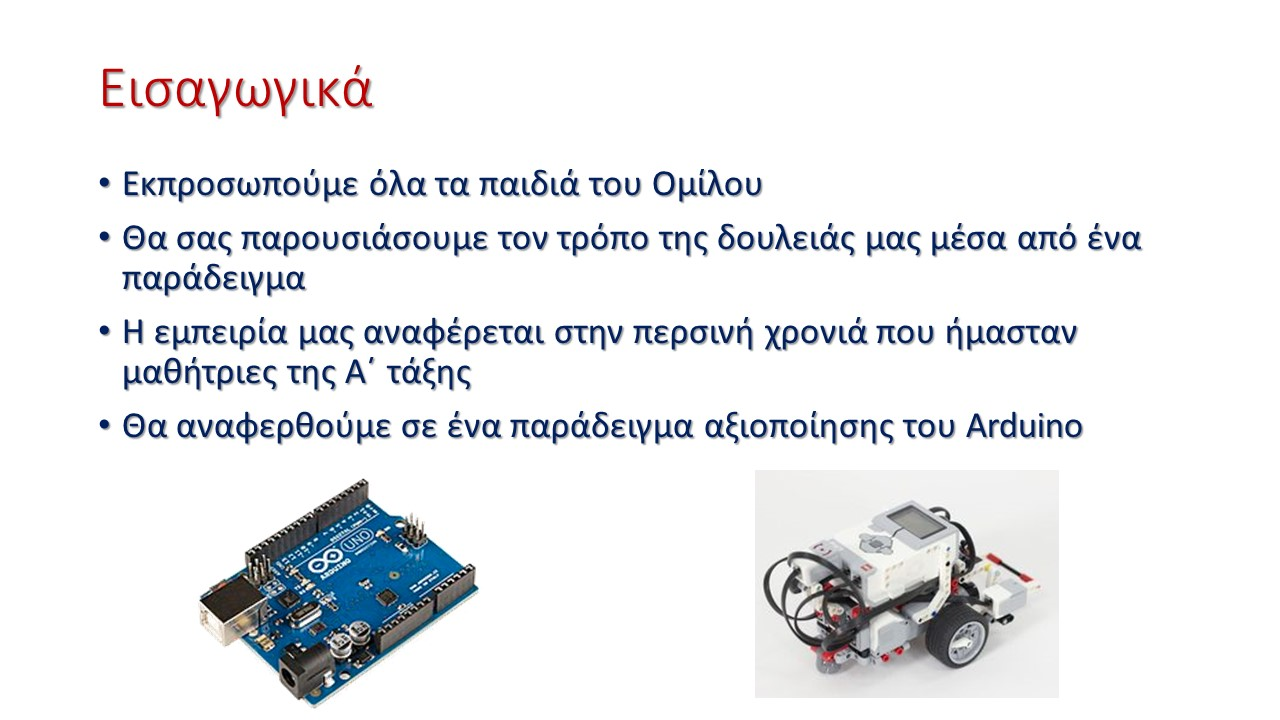 Εισαγωγικά
• Εκπροσωπούμε όλα τα παιδιά του Ομίλου
• Θα σας παρουσιάσουμε τον τρόπο της δουλειάς μας μέσα από ένα
παράδειγμα
• Η εμπειρία μας αναφέρεται στην περσινή χρονιά που ήμασταν
μαθήτριες της Α΄ τάξης
• Θα αναφερθούμε σε ένα παράδειγμα αξιοποίησης του Arduino
UNO
ARDUINO